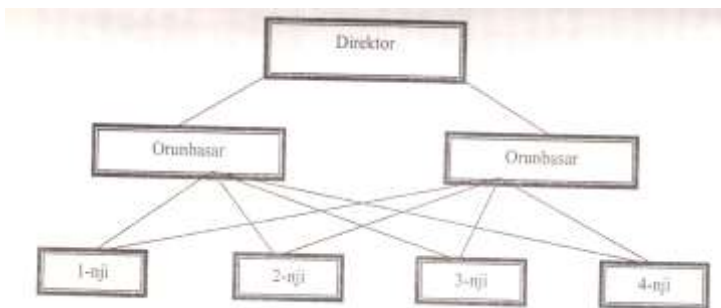 Direktor
Orunbasar
Orunbasar
1-nji
2-nji
3-nji
4-nji